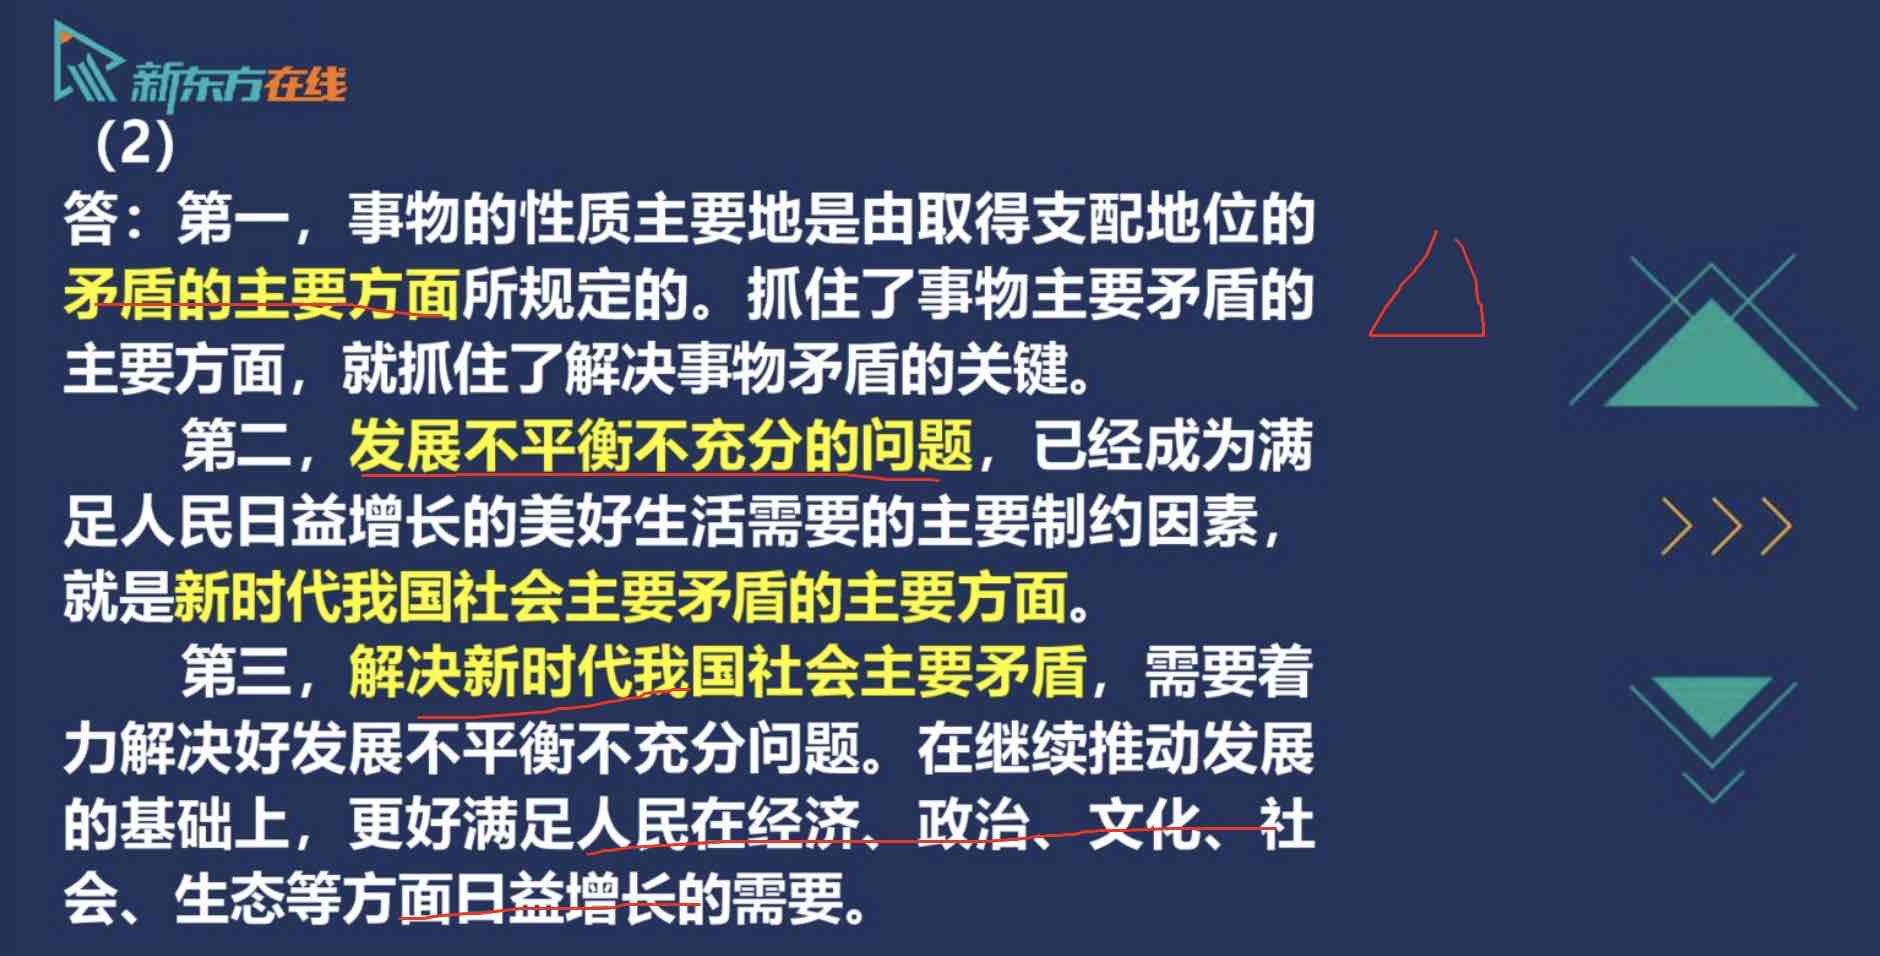 新东方在线
(2)
答：第一，事物的性质主要地是由取得支配地位的
矛盾的主要方面所规定的。抓住了事物主要矛盾的
主要方面，就抓住了解决事物矛盾的关键。
第二，发展不平衡不充分的问题，已经成为满
足人民日益增长的美好生活需要的主要制约因素，
就是新时代我国社会主要矛盾的主要方面。
第三，解决新时代我国社会主要矛盾，需要着
力解决好发展不平衡不充分问题。在继续推动发展
的基础上，更好满足人民在经济、政治、文化、社
会、生态等方面日益增长的需要。